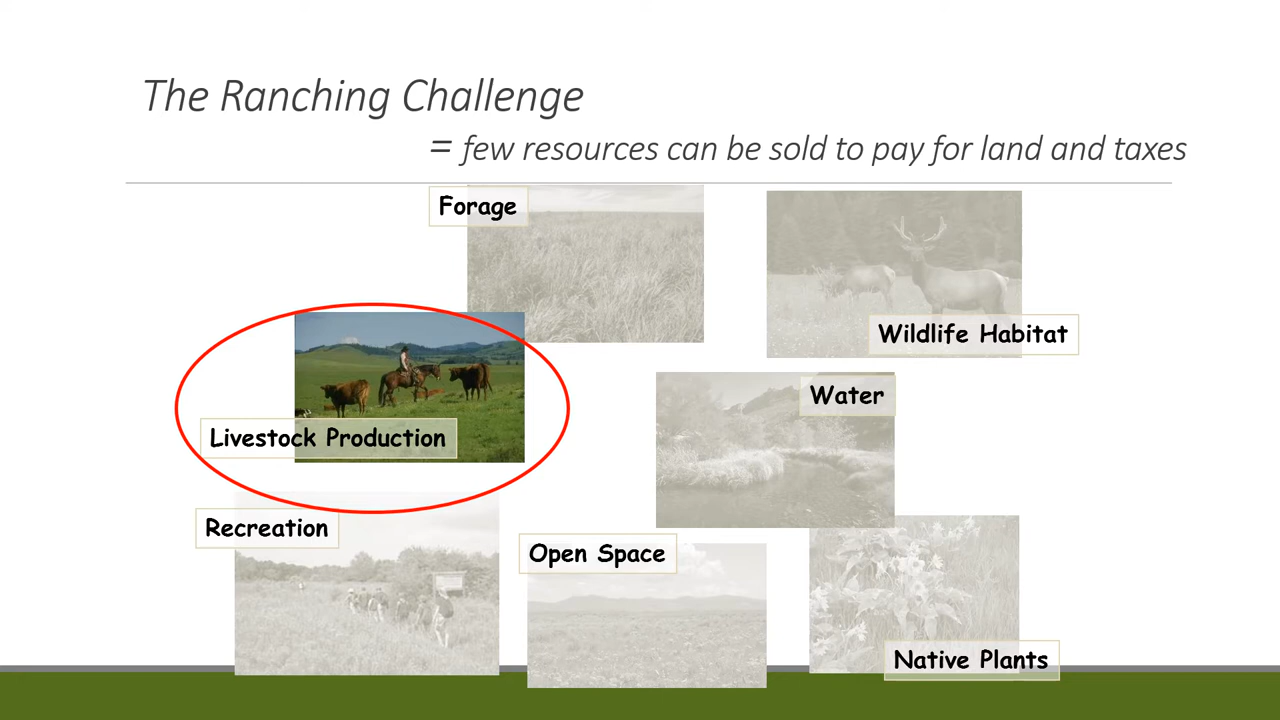 The Ranching Challenge
= few resources can be sold to pay for land and taxes
Forage
Wildlife Habitat
Water
Livestock Production
Recreation
Open Space
Native Plants